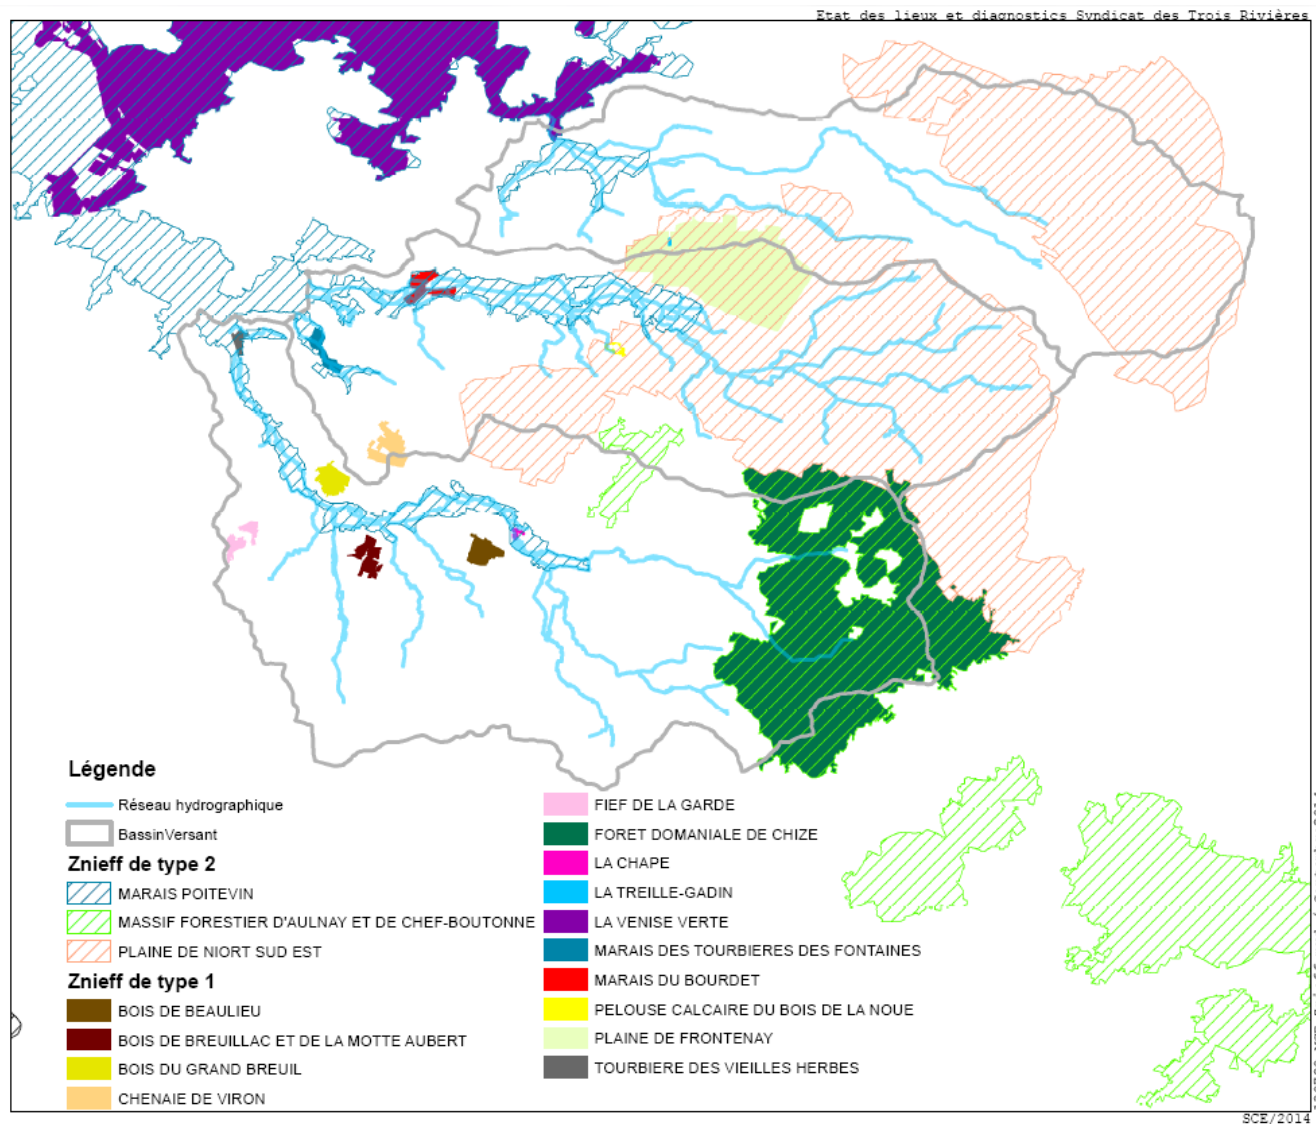 Etat des lieux et diagnostics Syndicat des Trois Rivières
Légende
Réseau hydrographique
BassinVersant
Znieff de type 2
MARAIS POITEVIN
MASSIF FORESTIER D'AULNAY ET DE CHEF-BOUTONNE
PLAINE DE NIORT SUD EST
Znieff de type 1
BOIS DE BEAULIEU
BOIS DE BREUILLAC ET DE LA MOTTE AUBERT
BOIS DU GRAND BREUIL
CHENAIE DE VIRON
FIEF DE LA GARDE
FORET DOMANIALE DE CHIZE
LA CHAPE
LA TREILLE-GADIN
LA VENISE VERTE
MARAIS DES TOURBIERES DES FONTAINES
MARAIS DU BOURDET
PELOUSE CALCAIRE DU BOIS DE LA NOUE
PLAINE DE FRONTENAY
TOURBIERE DES VIEILLES HERBES
SCE/2014